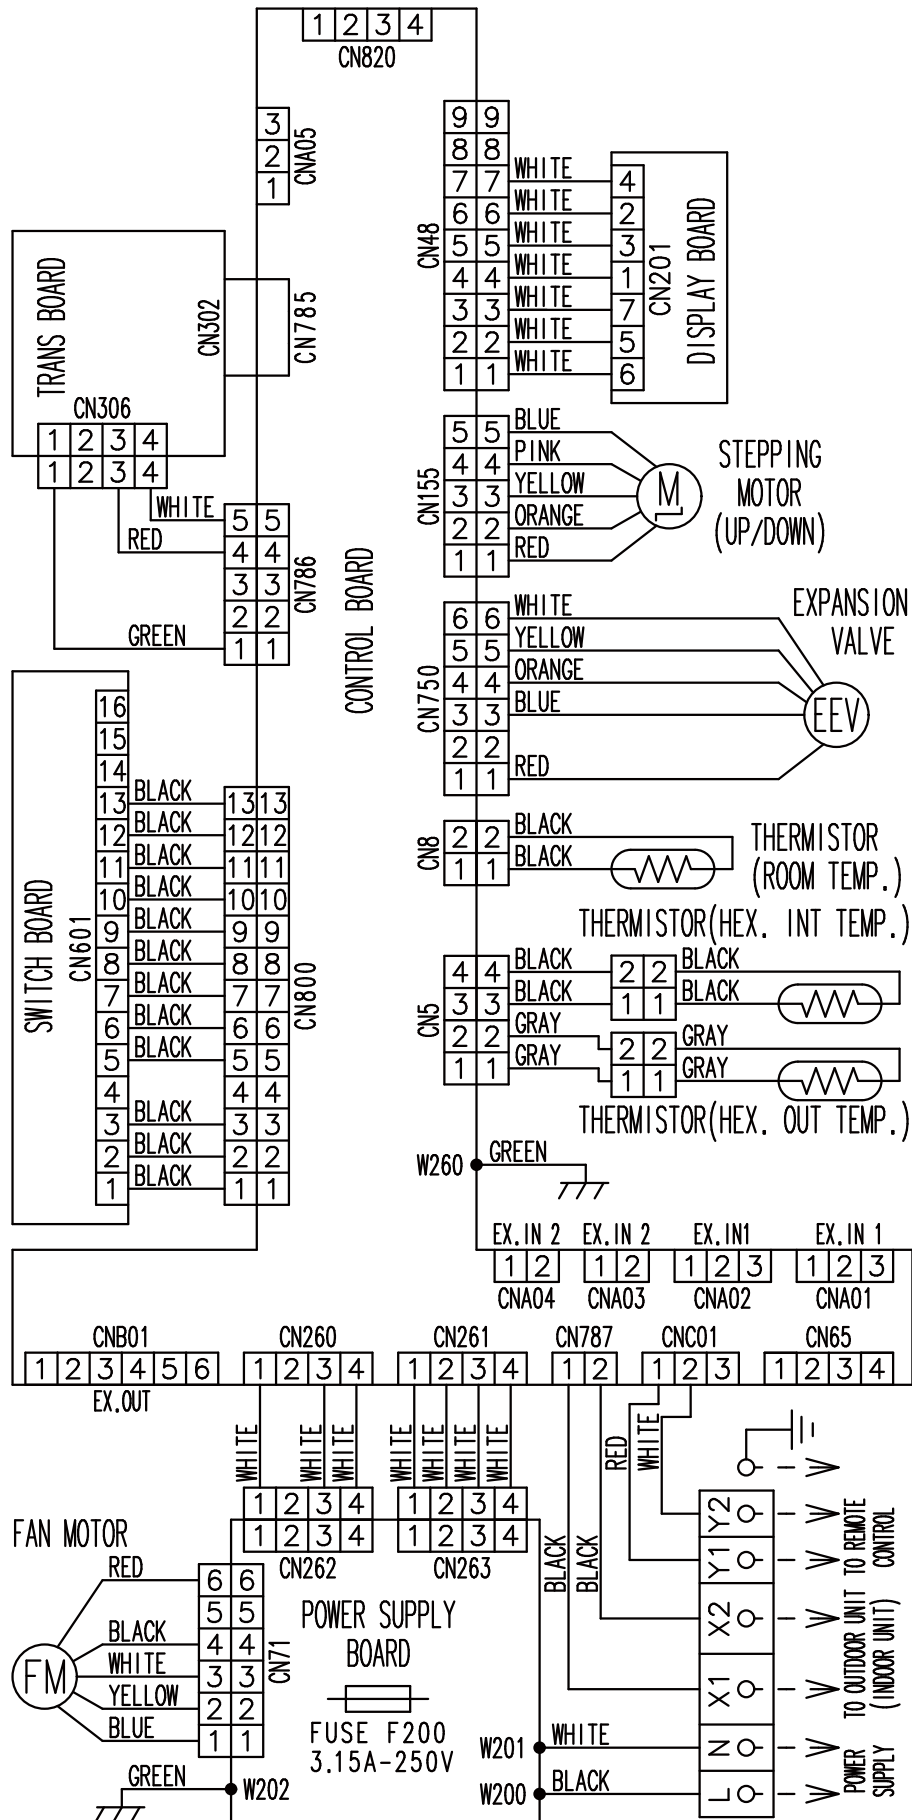 1 2 3 4
CN820
3
2
1
CNA05
TRANS BOARD
CN302
CN785
CN306
1 2 3 4
1 2 3 4
WHITE
RED
GREEN
5 5
4 4
3 3
2 2
1 1
CN786
CONTROL BOARD
9 9
8 8
7 7
6 6
5 5
4 4
3 3
2 2
1 1
CN48
WHITE
WHITE
WHITE
WHITE
WHITE
WHITE
WHITE
4
2
3
1
7
5
6
CN201
DISPLAY BOARD
5 5
4 4
3 3
2 2
1 1
CN155
BLUE
PINK
YELLOW
ORANGE
RED
M
STEPPING
MOTOR
(UP/DOWN)
6 6
5 5
4 4
3 3
2 2
1 1
CN750
WHITE
YELLOW
ORANGE
BLUE
RED
EXPANSION
VALVE
EEV
SWITCH BOARD
CN601
16
15
14
13
12
11
10
9
8
7
6
5
4
3
2
1
BLACK
BLACK
BLACK
BLACK
BLACK
BLACK
BLACK
BLACK
BLACK
BLACK
BLACK
BLACK
13 13
12 12
11 11
10 10
9 9
8 8
7 7
6 6
5 5
4 4
3 3
2 2
1 1
CN800
CN8
2 2
1 1
BLACK
BLACK
THERMISTOR
(ROOM TEMP.)
THERMISTOR(HEX. INT TEMP.)
CN5
4 4
3 3
2 2
1 1
BLACK
BLACK
GRAY
GRAY
2 2
1 1
BLACK
BLACK
2 2
1 1
GRAY
GRAY
THERMISTOR(HEX. OUT TEMP.)
W260
GREEN
EX.IN 2
EX.IN 2
EX.IN1
EX.IN 1
1 2
1 2
1 2 3
1 2 3
CNA04
CNA03
CNA02
CNA01
CNB01
CN260
CN261
CN787
CNC01
CN65
1 2 3 4 5 6
1 2 3 4
1 2 3 4
1 2
1 2 3
1 2 3 4
EX.OUT
WHITE
WHITE
WHITE
WHITE
WHITE
WHITE
WHITE
RED
WHITE
1 2 3 4
1 2 3 4
1 2 3 4
1 2 3 4
CN262
CN263
BLACK
BLACK
FAN MOTOR
FM
RED
BLACK
WHITE
YELLOW
BLUE
6 6
5 5
4 4
3 3
2 2
1 1
CN71
GREEN
W202
POWER SUPPLY
BOARD
FUSE F200
3.15A-250V
W201
WHITE
W200
BLACK
Y2
Y1
X2
X1
N
L
TO REMOTE
CONTROL
TO OUTDOOR UNIT
(INDOOR UNIT)
POWER
SUPPLY